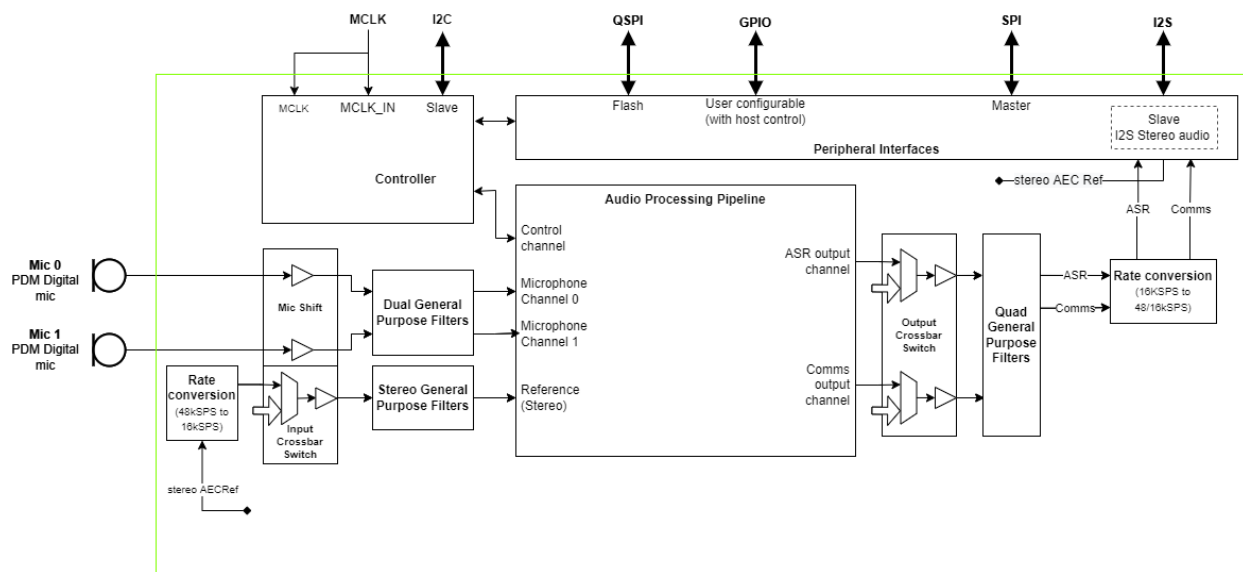 MCLK
I2C
QSPI
GPIO
SPI
I2S
MCLK
MCLK_IN
Slave
Controller
Flash
User configurable
(with host control)
Master
Slave
I2S Stereo audio
Peripheral Interfaces
stereo AEC Ref
ASR
Comms
Audio Processing Pipeline
Control
channel
Microphone
Channel 0
Microphone
Channel 1
Reference
(Stereo)
ASR output
channel
Comms
output
channel
Mic 0
PDM Digital
mic
Mic 1
PDM Digital
mic
Mic Shift
Dual General
Purpose Filters
Rate
conversion
(48kSPS to
16kSPS)
Input
Crossbar
Switch
Stereo General
Purpose Filters
stereo AECRef
Output
Crossbar
Switch
Quad
General
Purpose
Filters
ASR
Comms
Rate conversion
(16KSPS to
48/16kSPS)